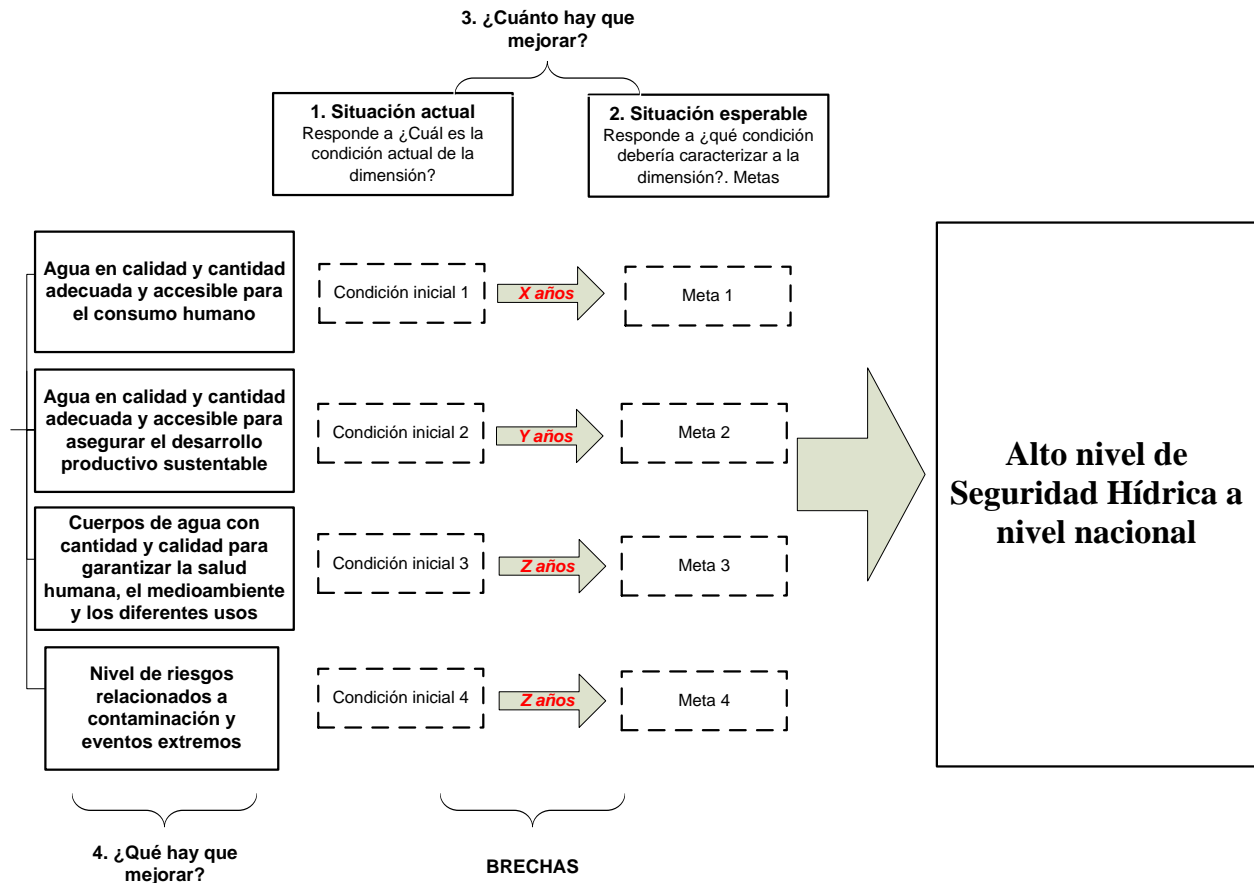 3. ¿Cuánto hay que
mejorar?
1. Situación actual
Responde a ¿Cuál es la
condición actual de la
dimensión?
2. Situación esperable
Responde a ¿qué condición
debería caracterizar a la
dimensión?. Metas
Agua en calidad y cantidad
adecuada y accesible para
el consumo humano
Condición inicial 1
X años
Meta 1
Agua en calidad y cantidad
adecuada y accesible para
asegurar el desarrollo
productivo sustentable
Condición inicial 2
Y años
Meta 2
Cuerpos de agua con
cantidad y calidad para
garantizar la salud
humana, el medioambiente
y los diferentes usos
Condición inicial 3
Z años
Meta 3
Nivel de riesgos
relacionados a
contaminación y
eventos extremos
Condición inicial 4
Z años
Meta 4
Alto nivel de
Seguridad Hídrica a
nivel nacional
4. ¿Qué hay que
mejorar?
BRECHAS